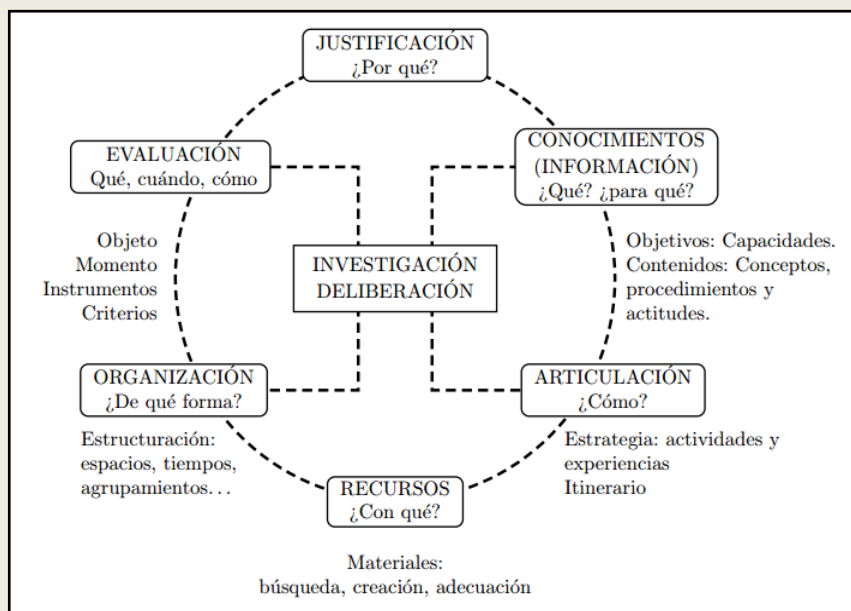 JUSTIFICACIÓN
¿Por qué?
EVALUACIÓN
Qué, cuándo, cómo
CONOCIMIENTOS
(INFORMACIÓN)
¿Qué? ¿para qué?
Objeto
Momento
Instrumentos
Criterios
INVESTIGACIÓN
DELIBERACIÓN
Objetivos: Capacidades.
Contenidos: Conceptos,
procedimientos y
actitudes.
ORGANIZACIÓN
¿De qué forma?
ARTICULACIÓN
¿Cómo?
Estructuración:
espacios, tiempos,
agrupamientos...
Estrategia: actividades y
experiencias
Itinerario
RECURSOS
¿Con qué?
Materiales:
búsqueda, creación, adecuación